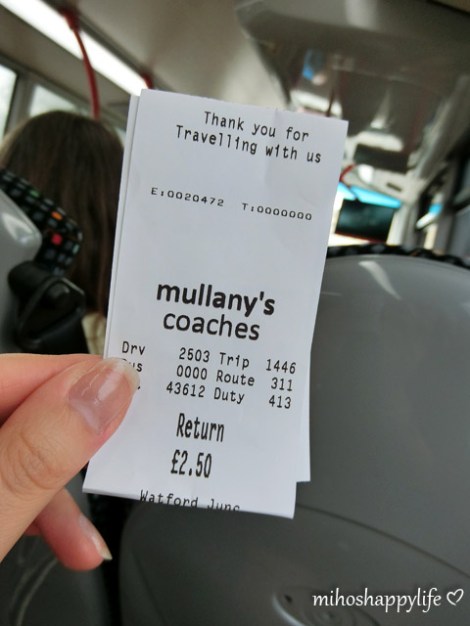 Thank you for
Travelling with us
E:0020472 T:0000000
mullany's
coaches
Drv 2503 Trip 1446
us 0000 Route 311
43612 Duty 413
Return
£2.50
Watford Junc
mihoshappylife ♡